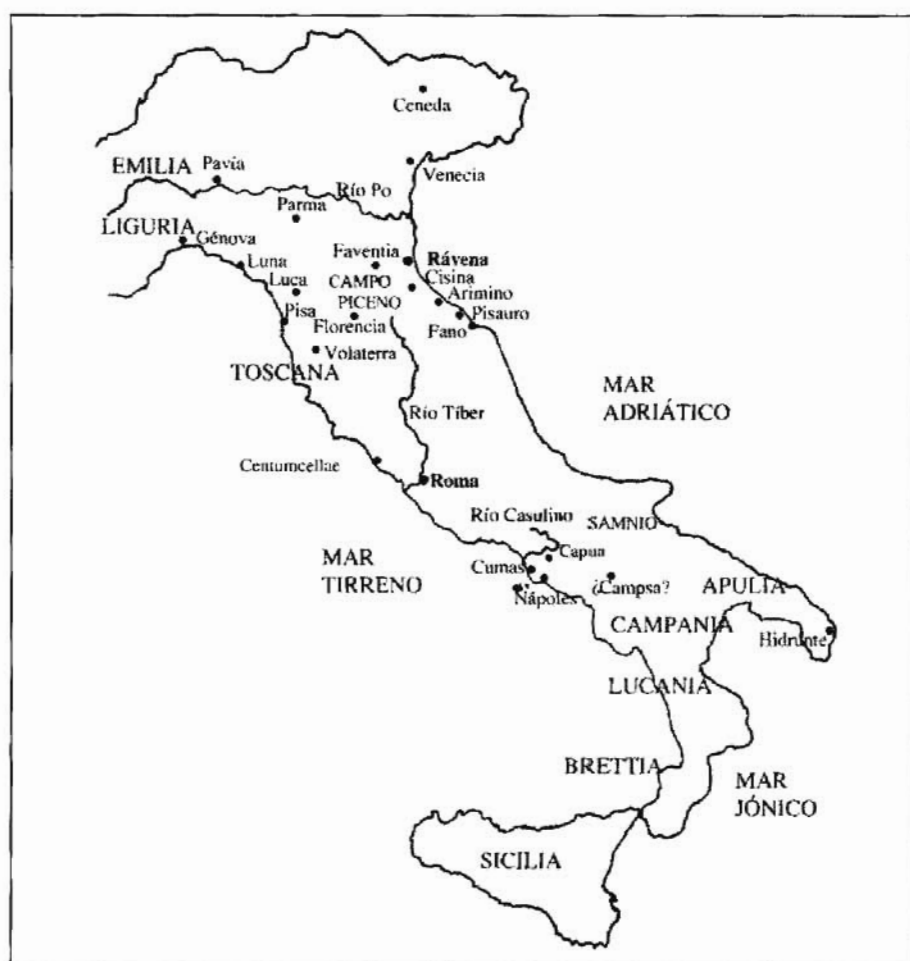 Ceneda
EMILIA
Pavía
Venecia
Río Po
Parma
LIGURIA
Génova
Faventia
Rávena
Luna
Cisina
Luca
CAMPO
PICENO
Arimino
Pisa
Florencia
Fano
Pisauro
Volaterra
TOSCANA
MAR
ADRIÁTICO
Río Tíber
Centumcellae
Roma
Río Casulino
SAMNIO
MAR
TIRRENO
Capua
Cumas
Nápoles
¿Campsa?
APULIA
CAMPANIA
Hidrunte
LUCANIA
BRETTIA
MAR
JÓNICO
SICILIA